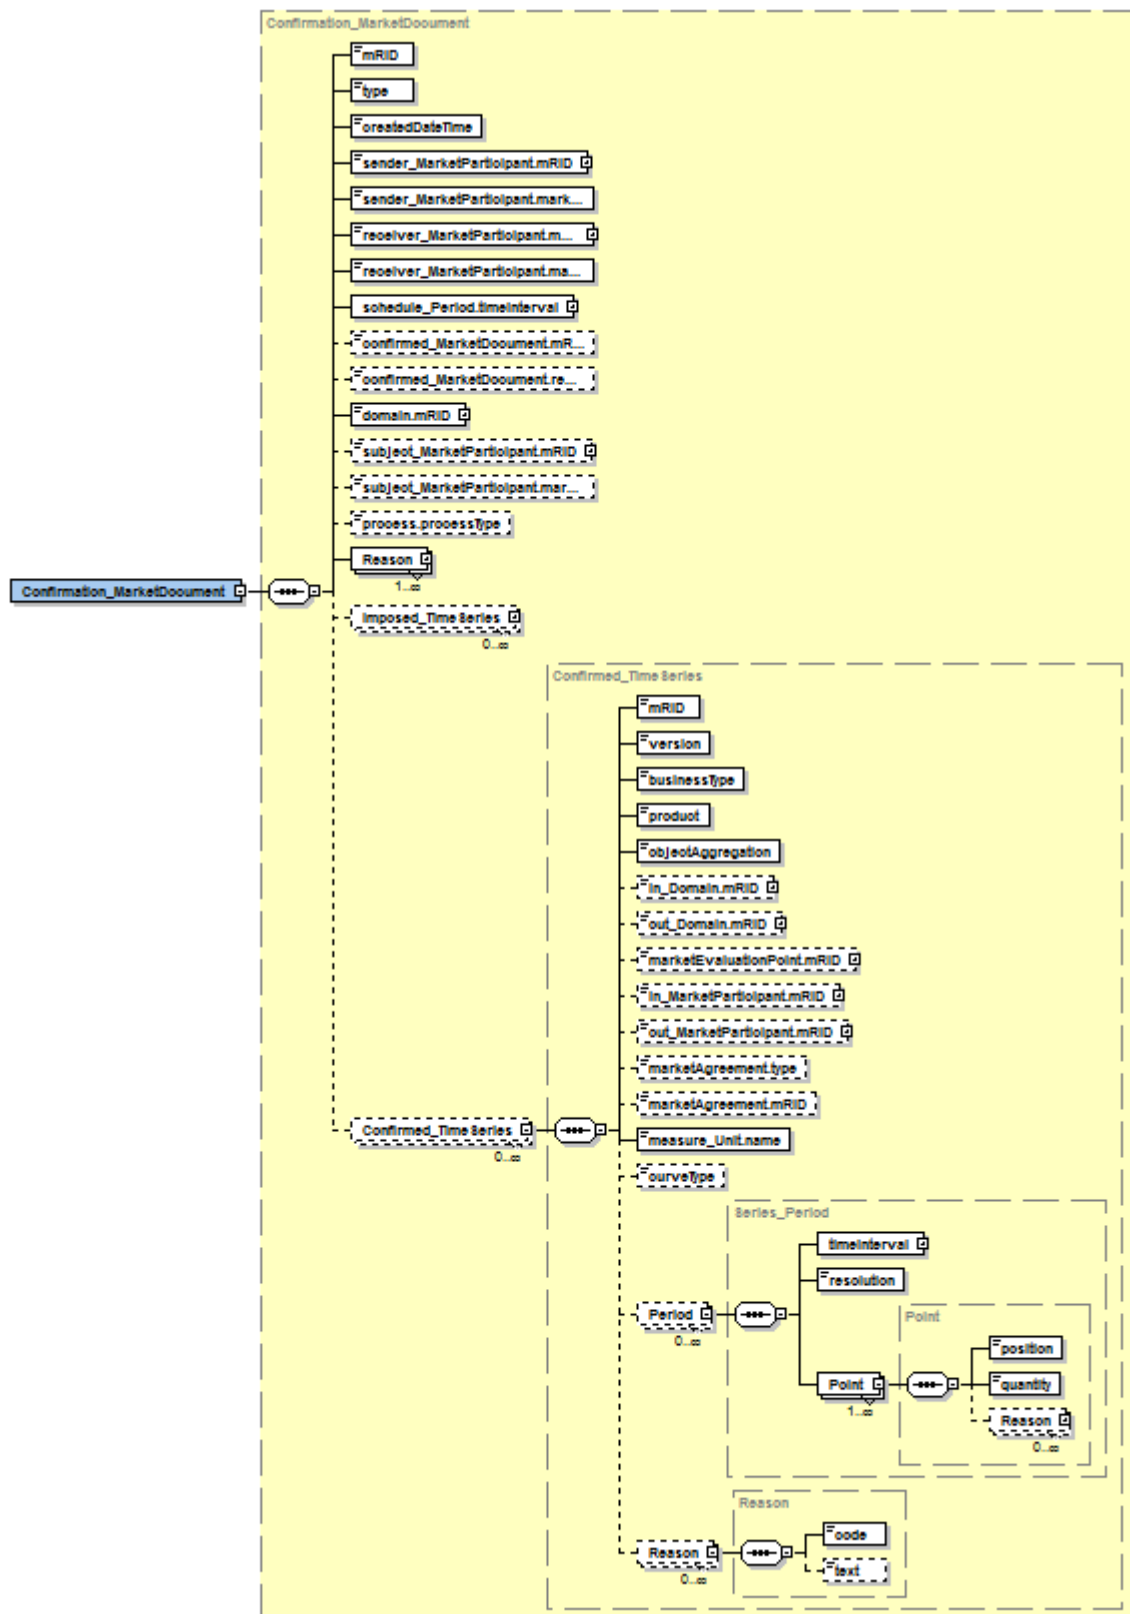 Confirmation_MarketDocument
mRID
type
createdDateTime
sender_MarketParticipant.mRID
sender_MarketParticipant.mark...
receiver_MarketParticipant.m...
receiver_MarketParticipant.ma...
schedule_Period.timeInterval
confirmed_MarketDocument.mR...
confirmed_MarketDocument.re...
domain.mRID
subject_MarketParticipant.mRID
subject_MarketParticipant.mar...
process.processType
Reason
1..∞
Confirmation_MarketDocument
Imposed_TimeSeries
0..∞
Confirmed_TimeSeries
mRID
version
businessType
product
objectAggregation
in_Domain.mRID
out_Domain.mRID
marketEvaluationPoint.mRID
in_MarketParticipant.mRID
out_MarketParticipant.mRID
marketAgreement.type
marketAgreement.mRID
Confirmed_TimeSeries
0..∞
measure_Unit.name
curveType
Series_Period
timeInterval
resolution
Period
0..∞
Point
position
Point
1..∞
quantity
Reason
0..∞
Reason
code
Reason
0..∞
text